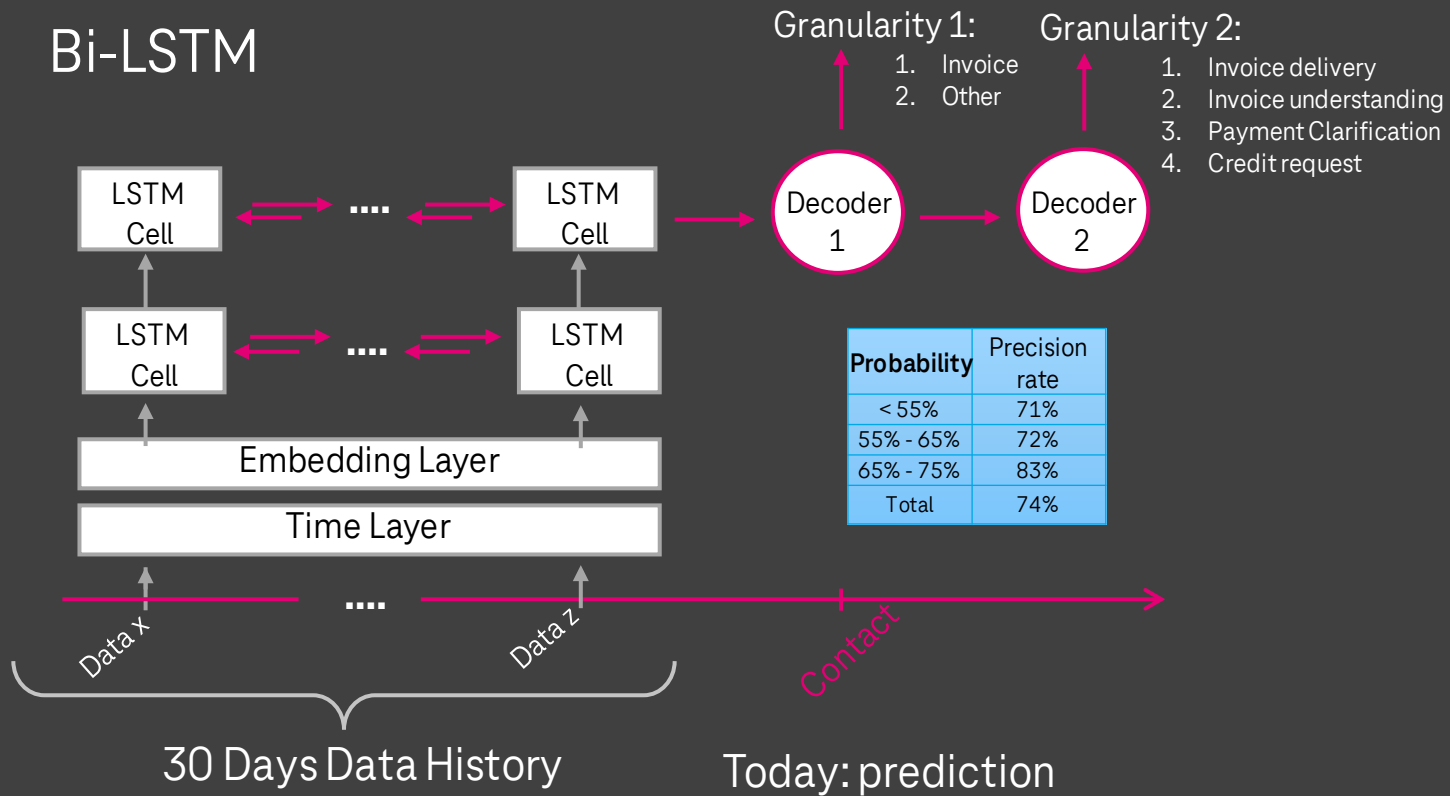 Bi-LSTM
Granularity 1:
1. Invoice
2. Other
Granularity 2:
1. Invoice delivery
2. Invoice understanding
3. Payment Clarification
4. Credit request
LSTM
Cell
....
....
LSTM
Cell
Decoder
1
Decoder
2
LSTM
Cell
....
....
LSTM
Cell
Embedding Layer
Time Layer
Probability Precision rate
< 55% 71%
55% - 65% 72%
65% - 75% 83%
Total 74%
....
Data x
Data z
Contact
30 Days Data History
Today: prediction